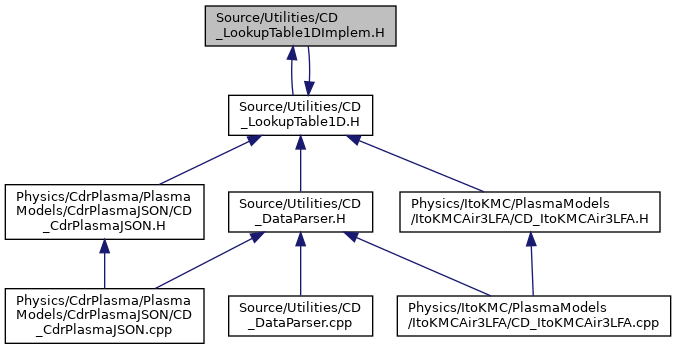 Source/Utilities/CD
_LookupTable1DImplem.H
Source/Utilities/CD
_LookupTable1D.H
Physics/CdrPlasma/Plasma
Models/CdrPlasmaJSON/CD
_CdrPlasmaJSON.H
Source/Utilities/CD
_DataParser.H
Physics/ItoKMC/PlasmaModels
/ItoKMCAir3LFA/CD_ItoKMCAir3LFA.H
Physics/CdrPlasma/Plasma
Models/CdrPlasmaJSON/CD
_CdrPlasmaJSON.cpp
Source/Utilities/CD
_DataParser.cpp
Physics/ItoKMC/PlasmaModels
/ItoKMCAir3LFA/CD_ItoKMCAir3LFA.cpp